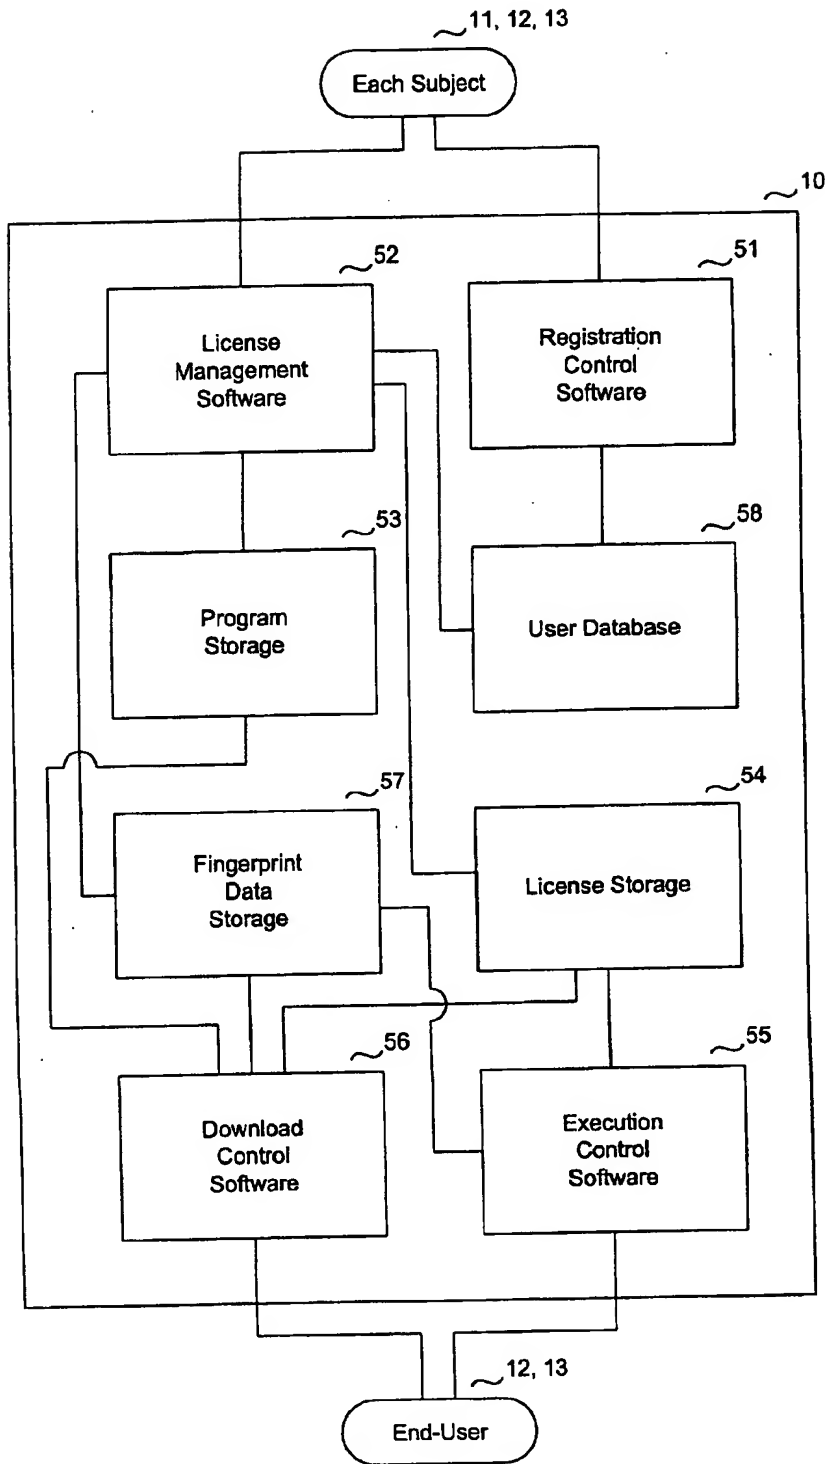 11, 12, 13
Each Subject
10
52
51
License
Management
Software
Registration
Control
Software
53
58
Program
Storage
User Database
57
54
Fingerprint
Data
Storage
License Storage
56
55
Download
Control
Software
Execution
Control
Software
12, 13
End-User